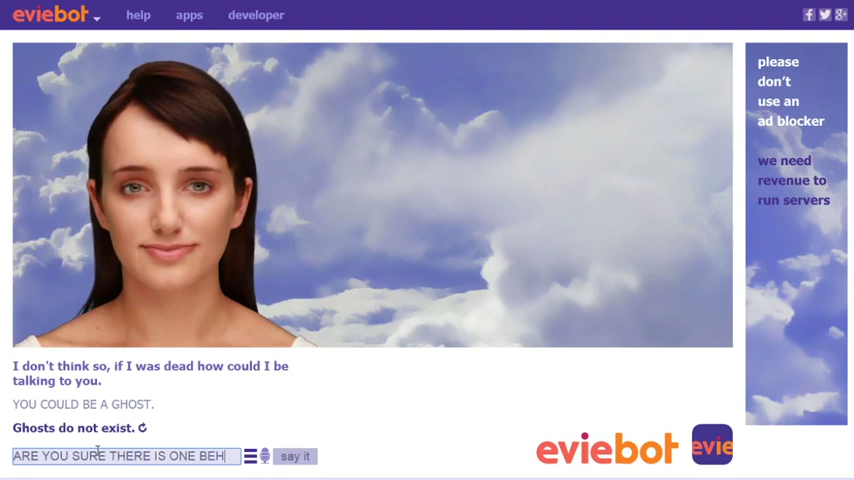 eviebot help apps developer
please
don't
use an
ad blocker
we need
revenue to
run servers
I don't think so, if I was dead how could I be
talking to you.
YOU COULD BE A GHOST.
Ghosts do not exist.
ARE YOU SURE THERE IS ONE BEH
say it
eviebot evie